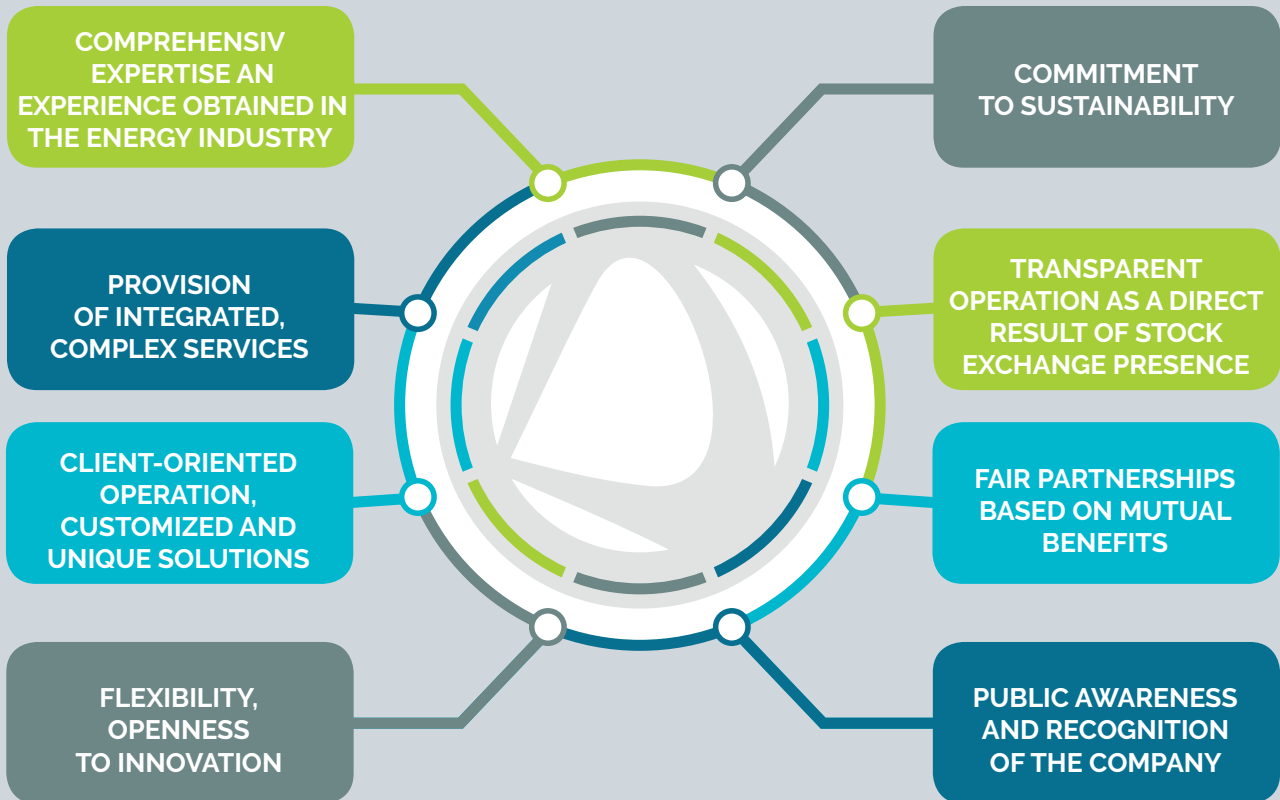 COMPREHENSIV
EXPERTISE AN
EXPERIENCE OBTAINED IN
THE ENERGY INDUSTRY
PROVISION
OF INTEGRATED,
COMPLEX SERVICES
CLIENT-ORIENTED
OPERATION,
CUSTOMIZED AND
UNIQUE SOLUTIONS
FLEXIBILITY,
OPENNESS
TO INNOVATION
COMMITMENT
TO SUSTAINABILITY
TRANSPARENT
OPERATION AS A DIRECT
RESULT OF STOCK
EXCHANGE PRESENCE
FAIR PARTNERSHIPS
BASED ON MUTUAL
BENEFITS
PUBLIC AWARENESS
AND RECOGNITION
OF THE COMPANY